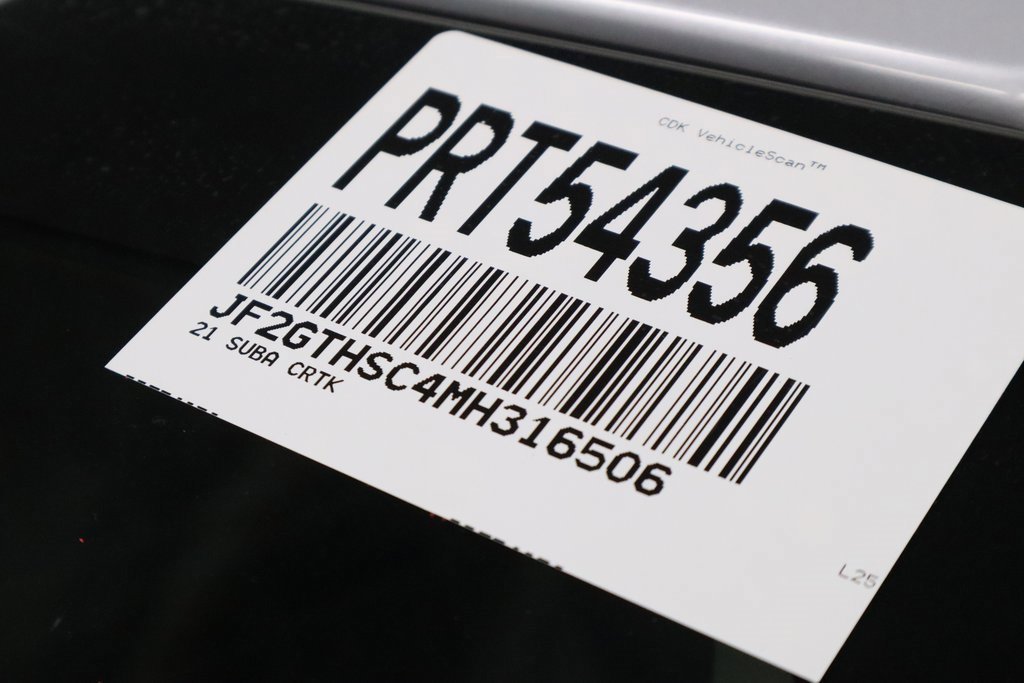 CDK VehicleScan™
PRT54356
JF2GTHSC4MH316506
21 SUBA CRTK
L25